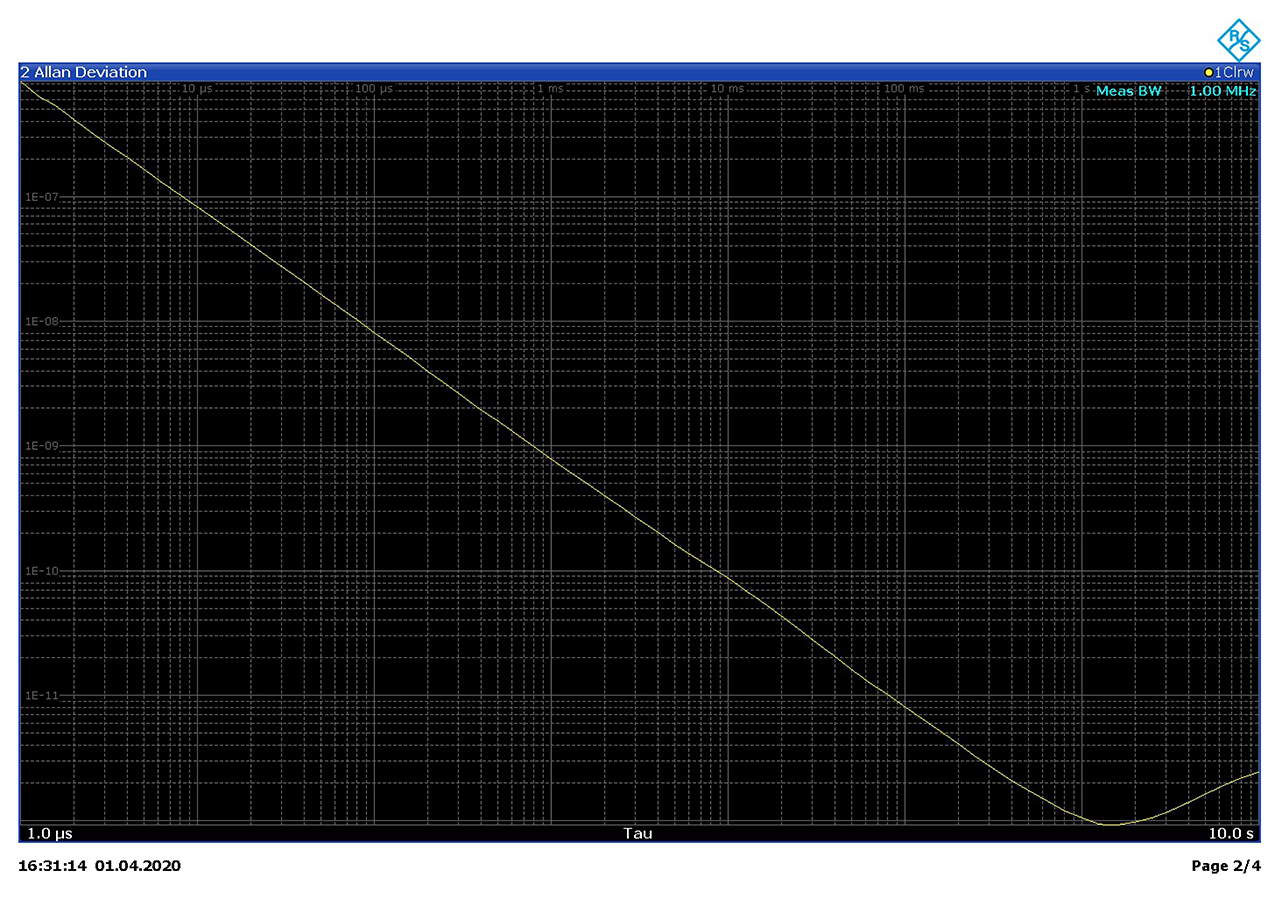 R&S
2 Allan Deviation 1Clrw
10 µs 100 µs 1 ms 10 ms 100 ms 1 s Meas BW 1.00 MHz
1E-07
1E-08
1E-09
1E-10
1E-11
1.0 µs Tau 10.0 s
16:31:14 01.04.2020 Page 2/4